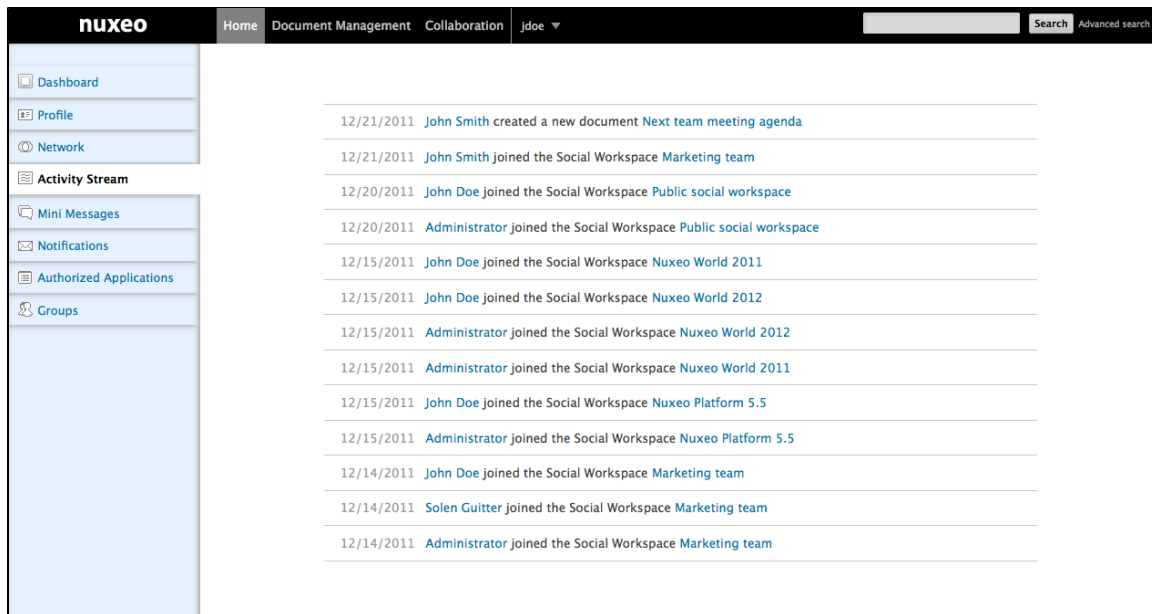 nuxeo Home Document Management Collaboration jdoe Search Advanced search
Dashboard
Profile
Network
Activity Stream
Mini Messages
Notifications
Authorized Applications
Groups
12/21/2011 John Smith created a new document Next team meeting agenda
12/21/2011 John Smith joined the Social Workspace Marketing team
12/20/2011 John Doe joined the Social Workspace Public social workspace
12/20/2011 Administrator joined the Social Workspace Public social workspace
12/15/2011 John Doe joined the Social Workspace Nuxeo World 2011
12/15/2011 John Doe joined the Social Workspace Nuxeo World 2012
12/15/2011 Administrator joined the Social Workspace Nuxeo World 2012
12/15/2011 Administrator joined the Social Workspace Nuxeo World 2011
12/15/2011 John Doe joined the Social Workspace Nuxeo Platform 5.5
12/15/2011 Administrator joined the Social Workspace Nuxeo Platform 5.5
12/14/2011 John Doe joined the Social Workspace Marketing team
12/14/2011 Solen Guitter joined the Social Workspace Marketing team
12/14/2011 Administrator joined the Social Workspace Marketing team